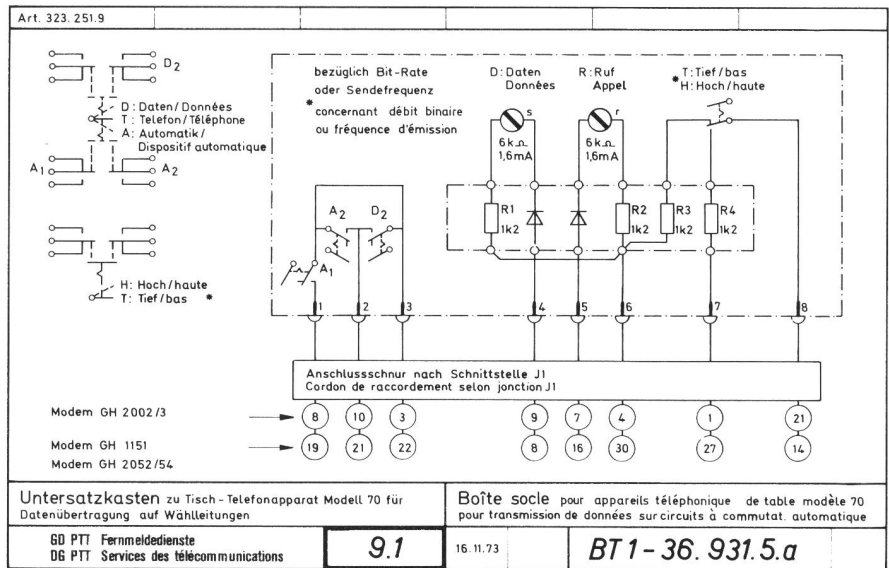 Art. 323.251.9
D2
D: Daten/Données
T: Telefon/Téléphone
A: Automatik/
Dispositif automatique
A1
A2
H: Hoch/haute
T: Tief/bas *
bezüglich Bit-Rate
oder Sendefrequenz
*
concernant débit binaire
ou fréquence d'émission
D: Daten
Données
R: Ruf
Appel
* T: Tief/bas
H: Hoch/haute
s
r
6kΩ
1,6mA
6kΩ
1,6mA
R1
1k2
R2
1k2
R3
1k2
R4
1k2
A2
D2
A1
1 2 3 4 5 6 7 8
Anschlussschnur nach Schnittstelle J1
Cordon de raccordement selon jonction J1
Modem GH 2002/3
8 10 3 9 7 4 1 21
Modem GH 1151
19 21 22 8 16 30 27 14
Modem GH 2052/54
Untersatzkasten zu Tisch-Telefonapparat Modell 70 für
Datenübertragung auf Wählleitungen
Boîte socle pour appareils téléphonique de table modèle 70
pour transmission de données sur circuits à commutat. automatique
GD PTT Fernmeldedienste
DG PTT Services des télécommunications
9.1
16.11.73
BT1-36.931.5.a